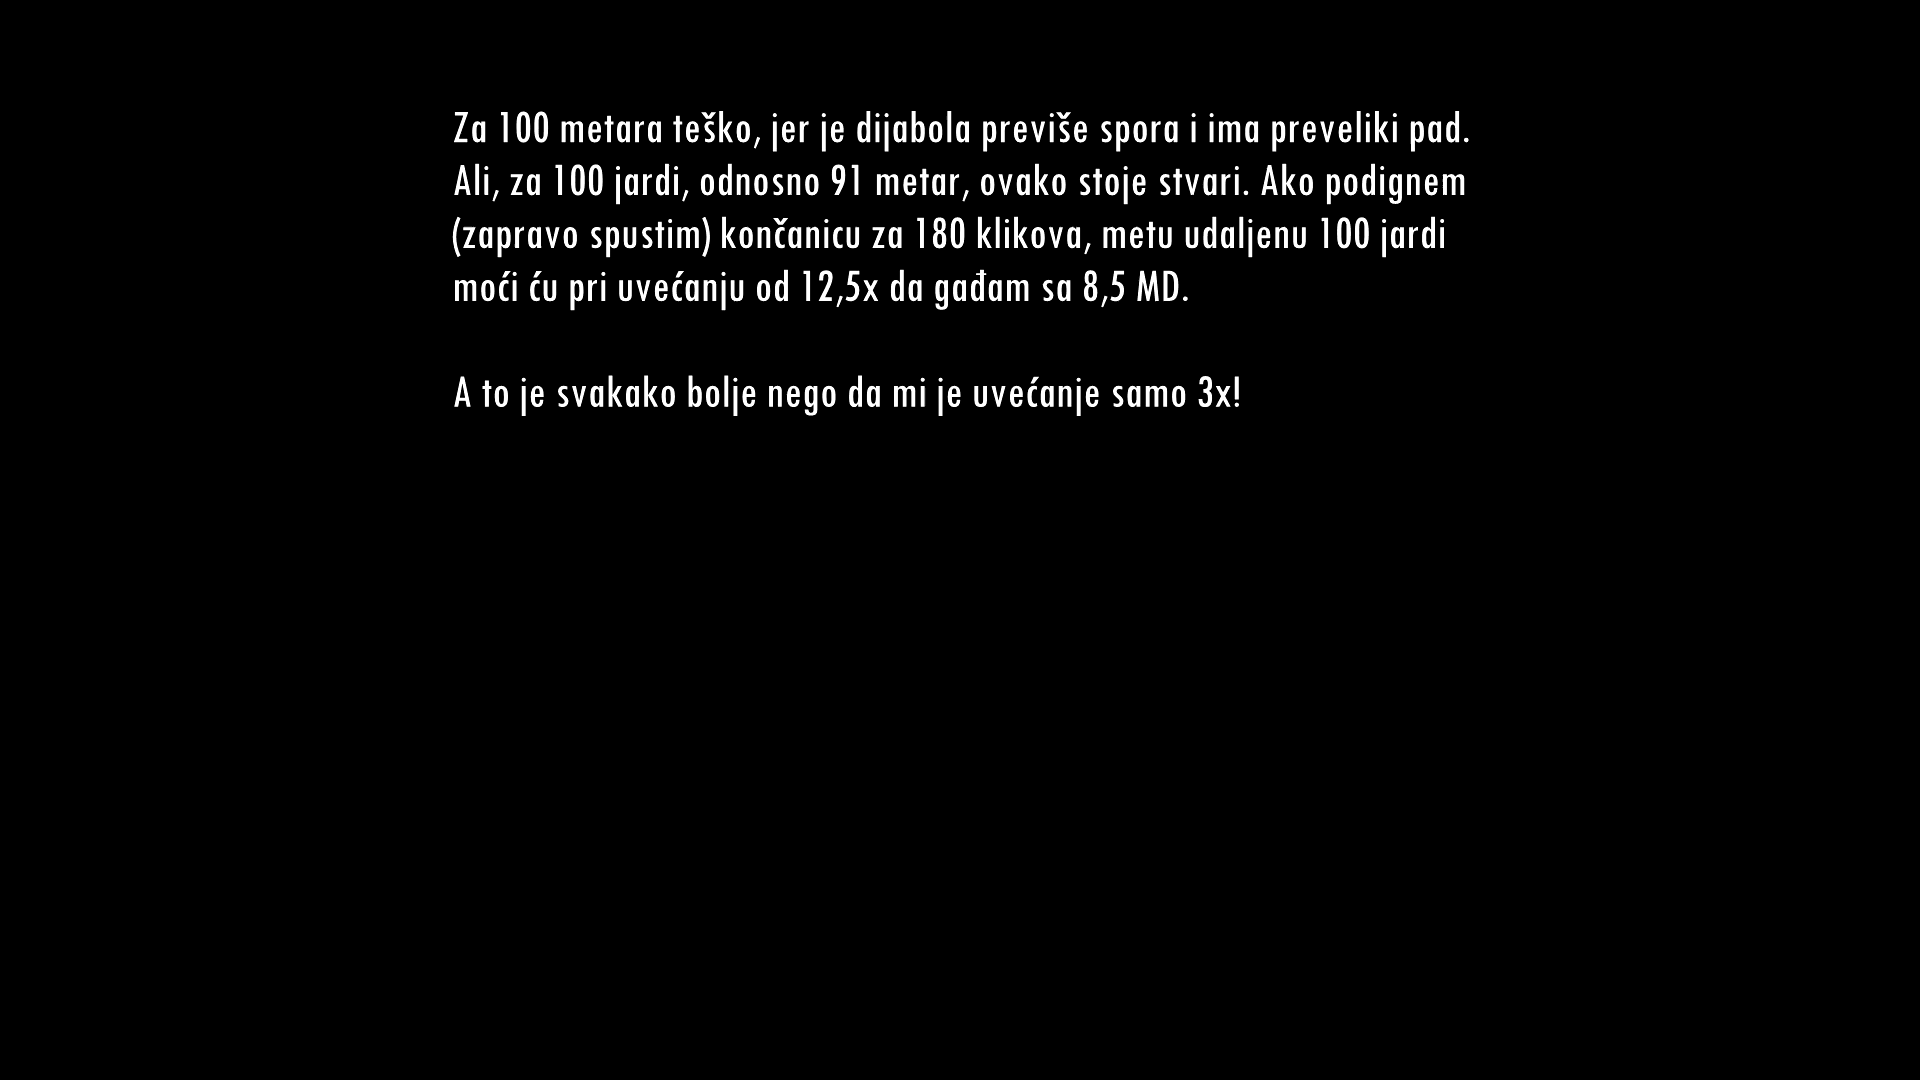 Za 100 metara teško, jer je dijabola previše spora i ima preveliki pad.
Ali, za 100 jardi, odnosno 91 metar, ovako stoje stvari. Ako podignem
(zapravo spustim) končanicu za 180 klikova, metu udaljenu 100 jardi
moći ću pri uvećanju od 12,5x da gađam sa 8,5 MD.
A to je svakako bolje nego da mi je uvećanje samo 3x!